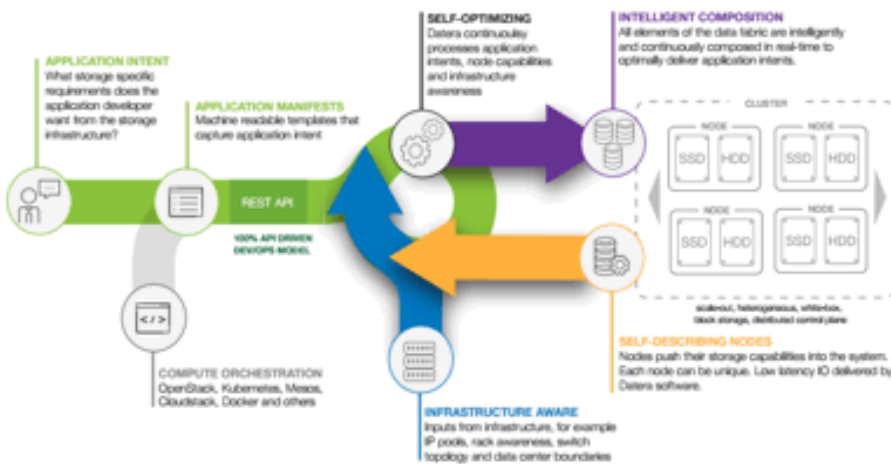 SELF-OPTIMIZING
Datera continuoulsy
processes application
intents, node capabilities
and infrastructure
awareness
INTELLIGENT COMPOSITION
All elements of the data fabric are intelligently
and continuously composed in real-time to
optimally deliver application intents.
APPLICATION INTENT
What storage specific
requirements does the
application developer
want from the storage
infrastructure?
APPLICATION MANIFESTS
Machine readable templates that
capture application intent
CLUSTER
NODE
SSD
HDD
NODE
SSD
HDD
NODE
SSD
HDD
NODE
SSD
HDD
REST API
100% API DRIVEN
DEV/OPS MODEL
</>
scale-out, heterogeneous, white-box,
block storage, distributed control plane
SELF-DESCRIBING NODES
Nodes push their storage capabilities into the system.
Each node can be unique. Low latency IO delivered by
Datera software.
COMPUTE ORCHESTRATION
OpenStack, Kubernetes, Mesos,
Cloudstack, Docker and others
INFRASTRUCTURE AWARE
Inputs from infrastructure, for example
IP pools, rack awareness, switch
topology and data center boundaries